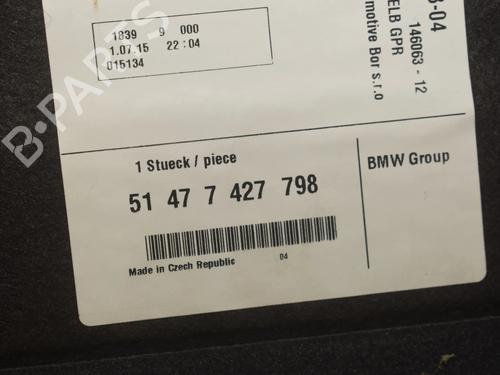 1839 9 000
1.07.15 22:04
015134
3-04
146063 - 12
ELB GPR
motive Bor s.r.o
1 Stueck / piece
51 47 7 427 798
Made in Czech Republic 04
BMW Group
B-PARTS